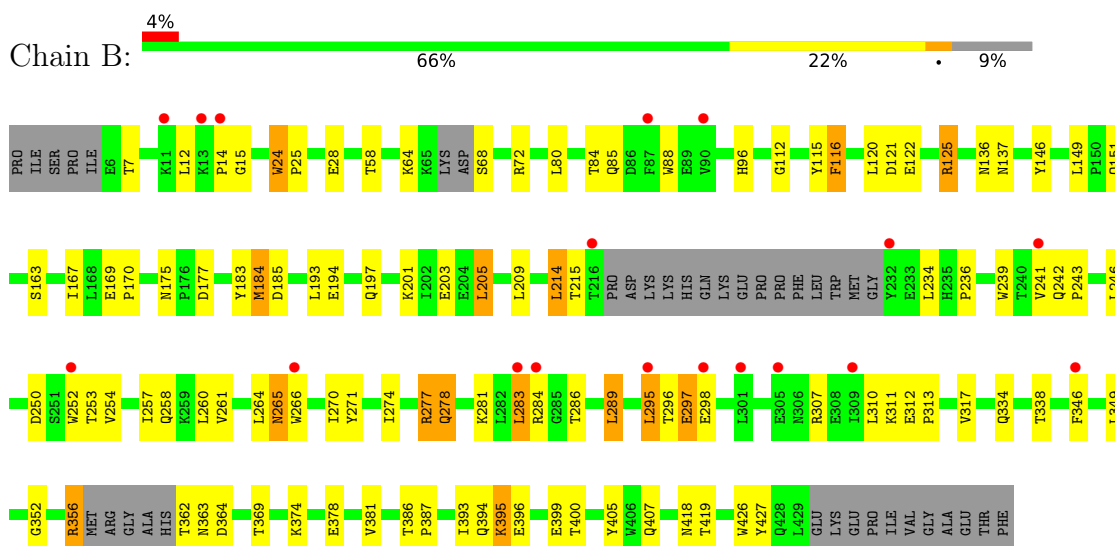 4%
Chain B:
66% 22% • 9%
PRO ILE SER PRO ILE E6 T7 K11 L12 K13 P14 G15 W24 P25 E28 T58 K64 K65 LYS ASP S68 R72 L80 T84 Q85 D86 F87 W88 E89 V90 H96 G112 Y115 F116 L120 D121 E122 R125 N136 N137 Y146 L149 P150 Q151
S163 I167 L168 E169 P170 N175 P176 D177 Y183 M184 D185 L193 E194 Q197 K201 I202 E203 E204 L205 L209 L214 T215 T216 PRO ASP LYS LYS HIS GLN LYS GLU PRO PRO PHE LEU TRP MET GLY Y232 E233 L234 H235 P236 W239 T240 V241 Q242 P243 L246
D250 S251 W252 T253 V254 I257 Q258 K259 L260 V261 L264 N265 W266 I270 Y271 I274 R277 Q278 K281 L282 L283 R284 G285 T286 L289 L295 T296 E297 E298 L301 E305 N306 R307 E308 I309 L310 K311 E312 P313 V317 Q334 T338 F346 L349
G352 R356 MET ARG GLY ALA HIS T362 N363 D364 T369 K374 E378 V381 T386 P387 I393 Q394 K395 E396 E399 T400 Y405 W406 Q407 N418 T419 W426 Y427 Q428 L429 GLU LYS GLU PRO ILE VAL GLY ALA GLU THR PHE